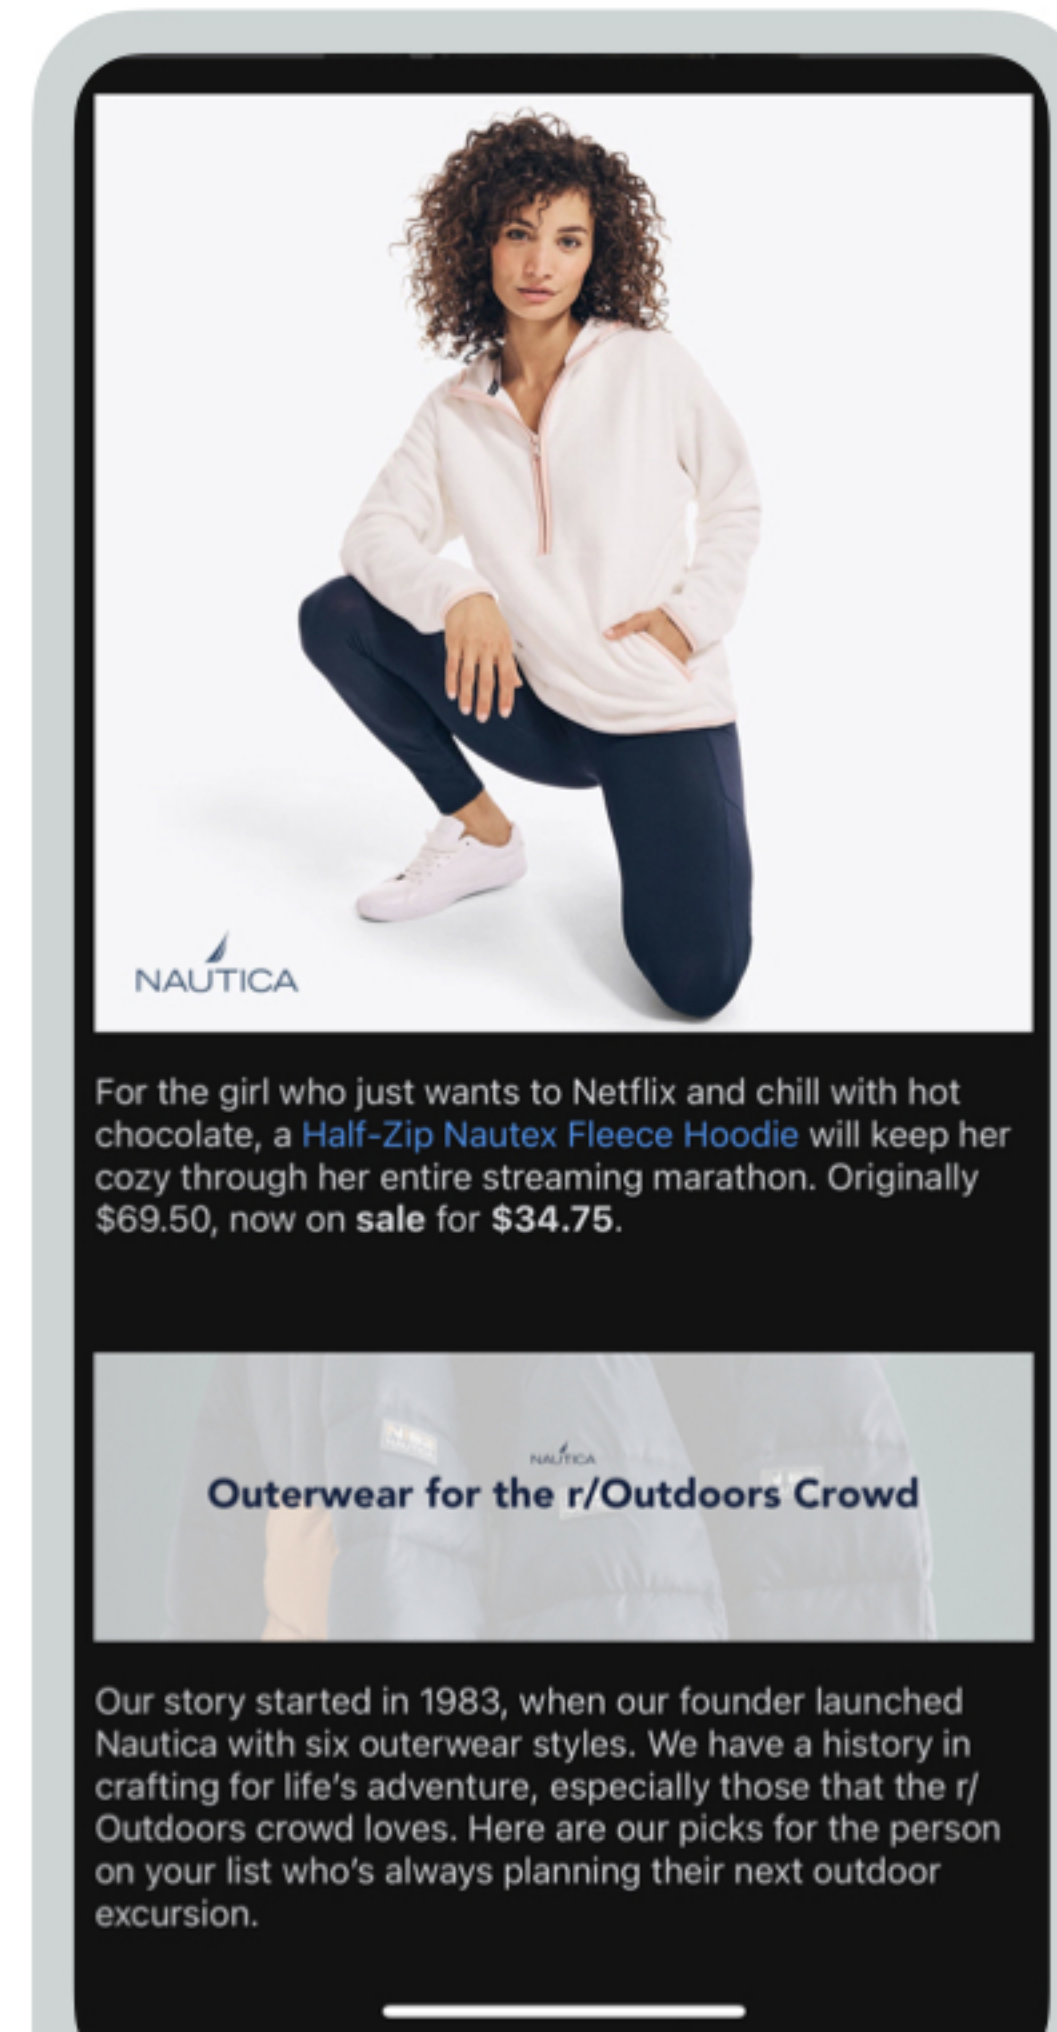 NAUTICA
For the girl who just wants to Netflix and chill with hot
chocolate, a Half-Zip Nautex Fleece Hoodie will keep her
cozy through her entire streaming marathon. Originally
$69.50, now on sale for $34.75.
NAUTICA
Outerwear for the r/Outdoors Crowd
Our story started in 1983, when our founder launched
Nautica with six outerwear styles. We have a history in
crafting for life’s adventure, especially those that the r/
Outdoors crowd loves. Here are our picks for the person
on your list who’s always planning their next outdoor
excursion.